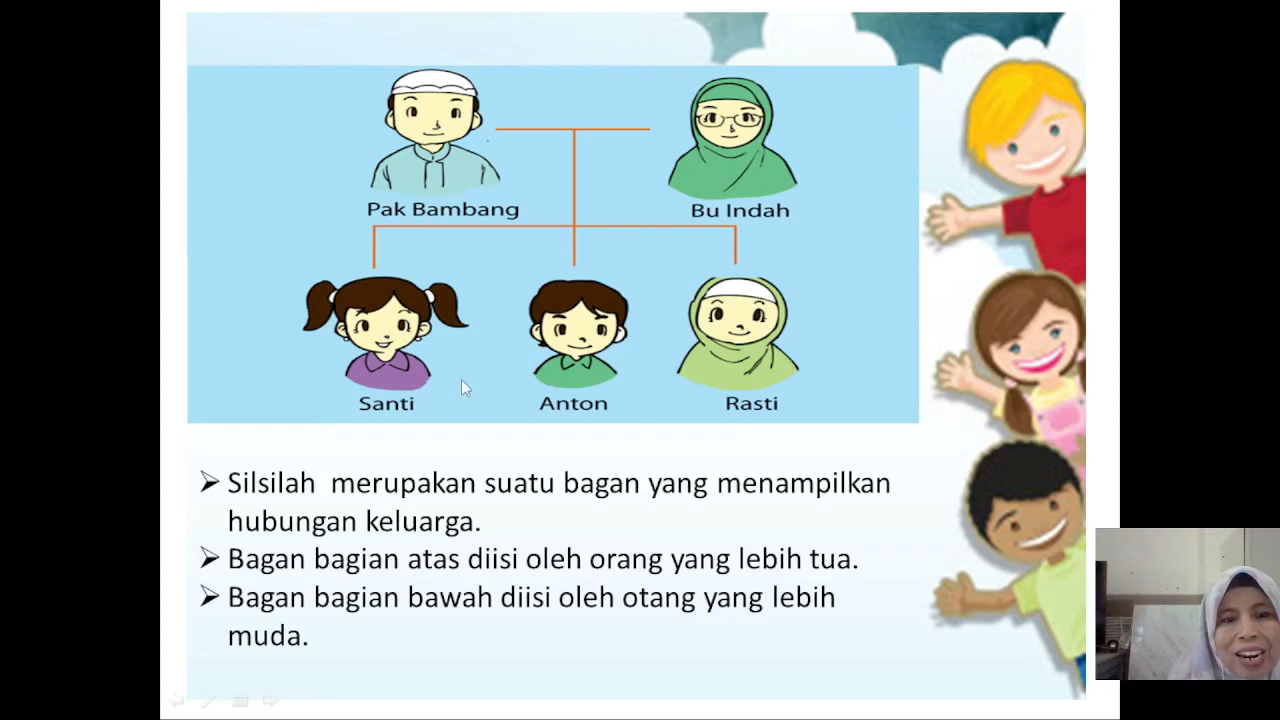 Pak Bambang
Bu Indah
Santi
Anton
Rasti
Silsilah merupakan suatu bagan yang menampilkan
hubungan keluarga.
Bagan bagian atas diisi oleh orang yang lebih tua.
Bagan bagian bawah diisi oleh otang yang lebih
muda.